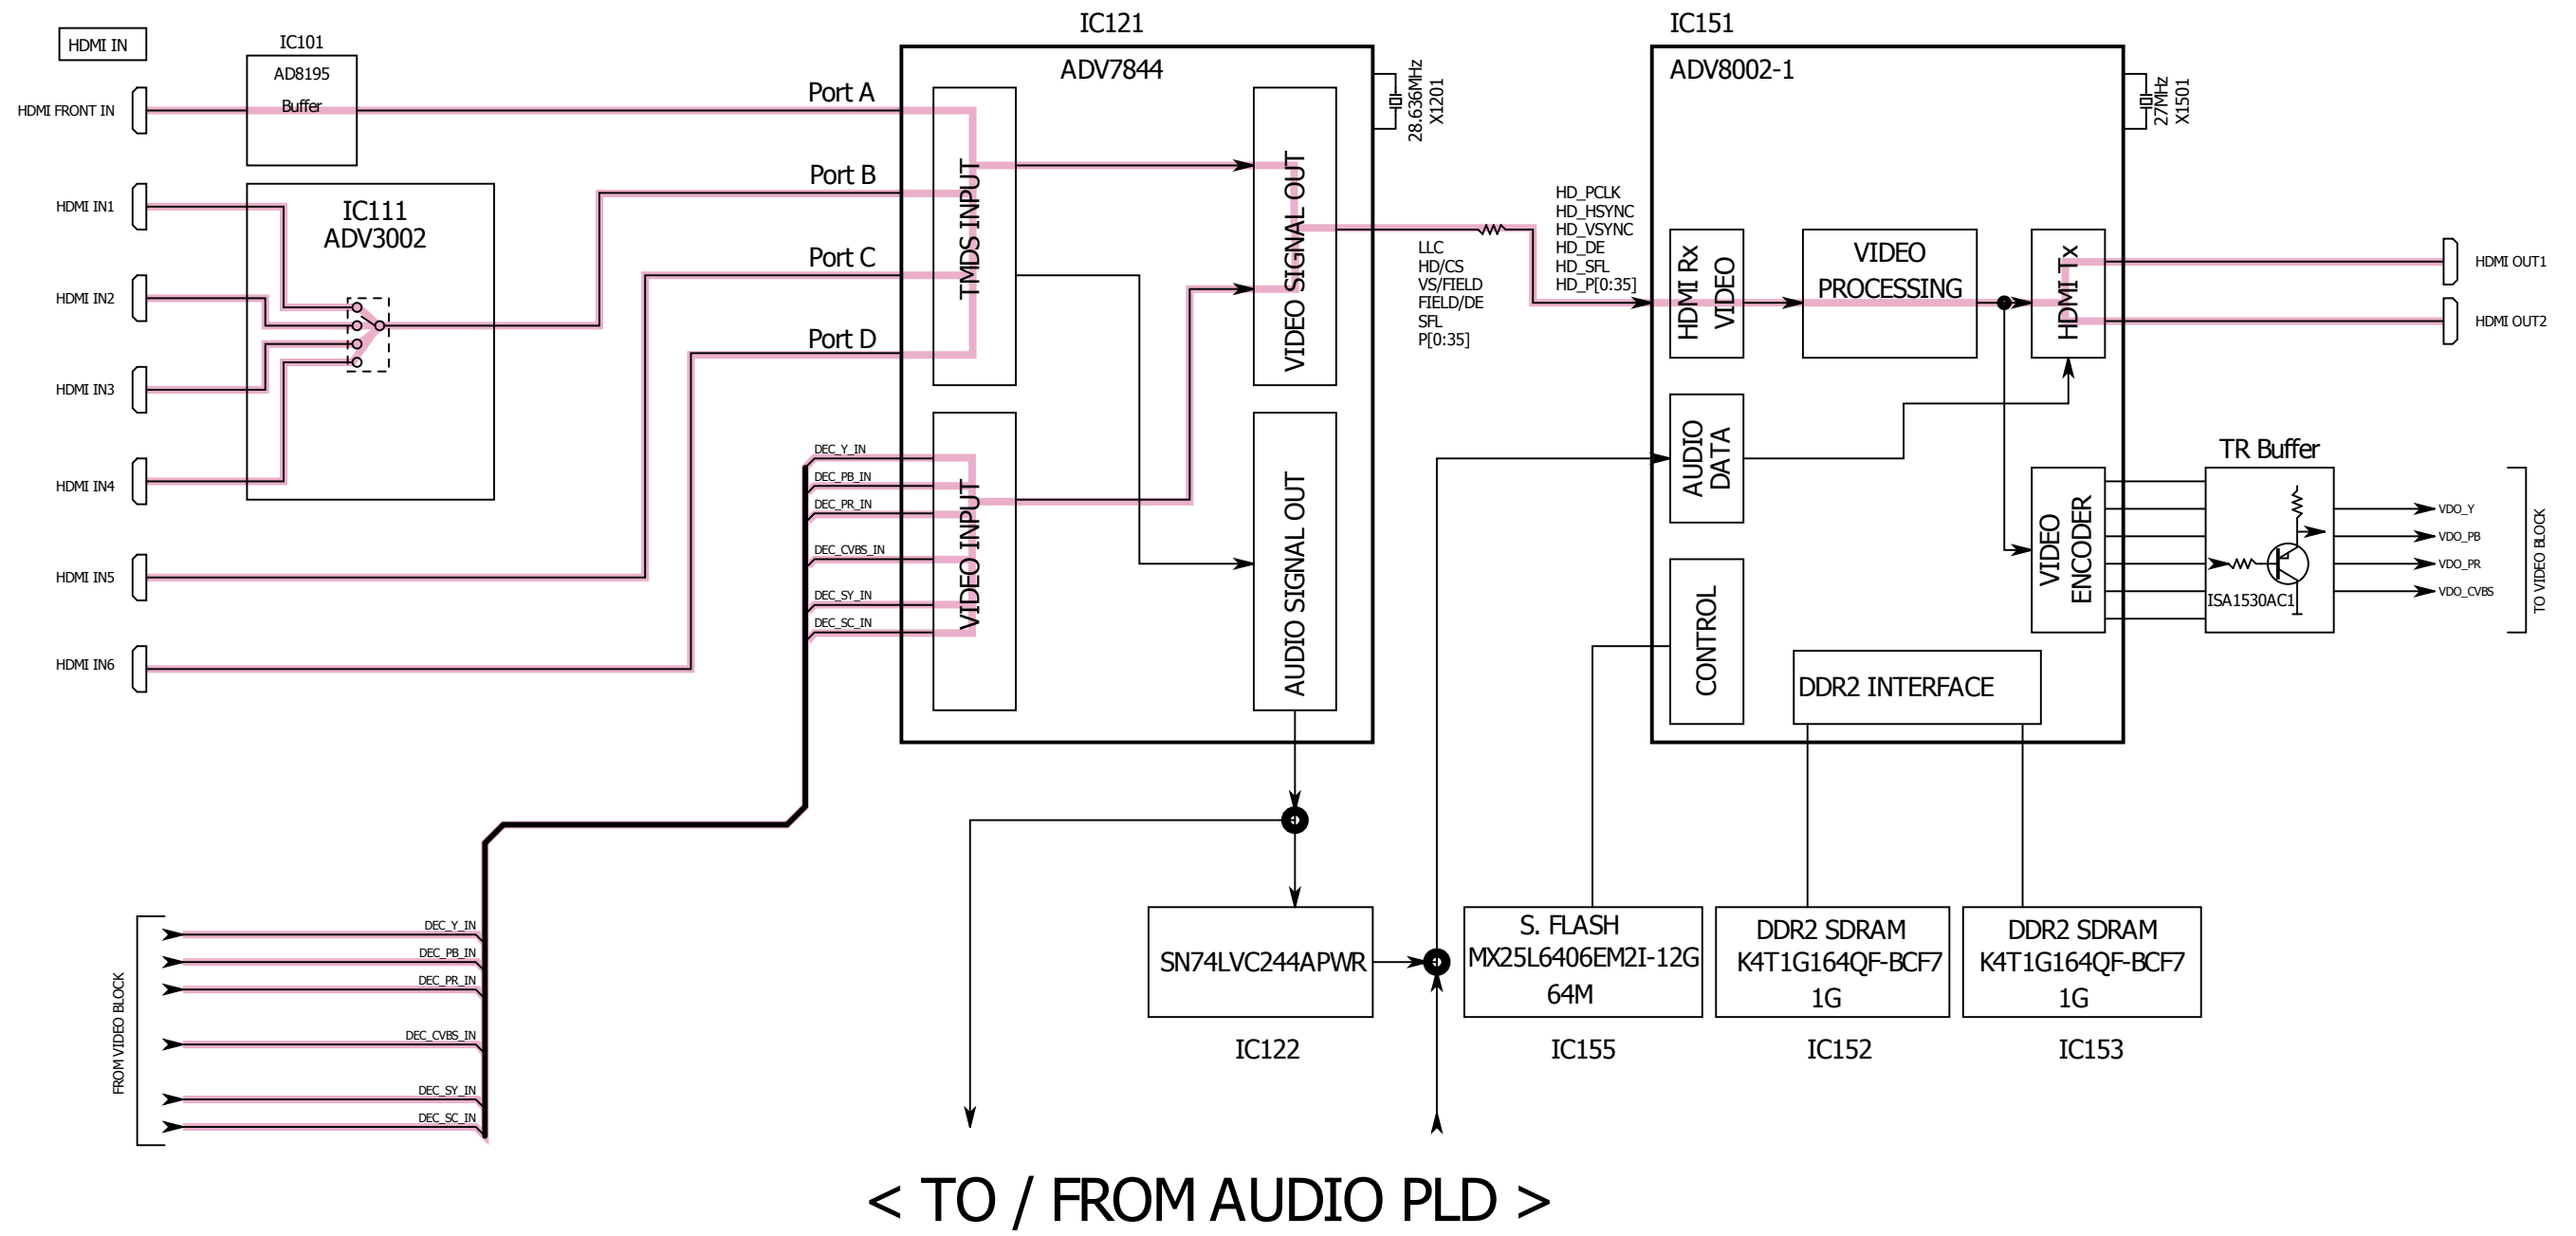 HDMI IN
HDMI FRONT IN
HDMI IN1
HDMI IN2
HDMI IN3
HDMI IN4
HDMI IN5
HDMI IN6
IC101
AD8195
Buffer
IC111
ADV3002
Port A
Port B
Port C
Port D
DEC_Y_IN
DEC_PB_IN
DEC_PR_IN
DEC_CVBS_IN
DEC_SY_IN
DEC_SC_IN
IC121
ADV7844
TMDS INPUT
VIDEO INPUT
VIDEO SIGNAL OUT
AUDIO SIGNAL OUT
28.636MHz
X1201
LLC
HD/CS
VS/FIELD
FIELD/DE
SFL
P[0:35]
HD_PCLK
HD_HSYNC
HD_VSYNC
HD_DE
HD_SFL
HD_P[0:35]
IC151
ADV8002-1
HDMI Rx
VIDEO
VIDEO
PROCESSING
HDMI Tx
AUDIO
DATA
CONTROL
VIDEO
ENCODER
DDR2 INTERFACE
27MHz
X1501
HDMI OUT1
HDMI OUT2
TR Buffer
ISA1530AC1
VDO_Y
VDO_PB
VDO_PR
VDO_CVBS
TO VIDEO BLOCK
FROM VIDEO BLOCK
DEC_Y_IN
DEC_PB_IN
DEC_PR_IN
DEC_CVBS_IN
DEC_SY_IN
DEC_SC_IN
SN74LVC244APWR
IC122
S. FLASH
MX25L6406EM2I-12G
64M
IC155
DDR2 SDRAM
K4T1G164QF-BCF7
1G
IC152
DDR2 SDRAM
K4T1G164QF-BCF7
1G
IC153
< TO / FROM AUDIO PLD >